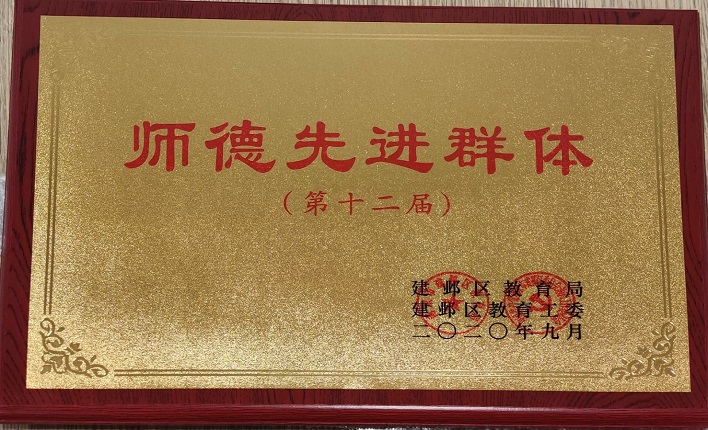 师德先进群体
（第十二届）
建邺区教育局
建邺区教育工委
二〇二〇年九月